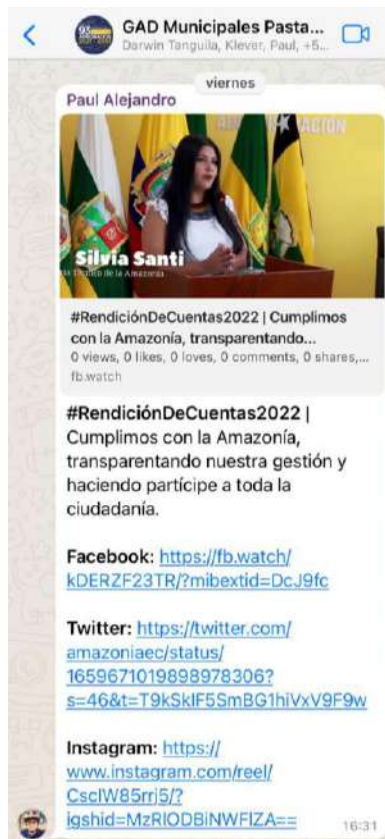 GAD Municipales Pasta...
Darwin Tanguila, Klever, Paul, +5...
viernes
Paul Alejandro
Silvia Santi
#RendiciónDeCuentas2022 | Cumplimos
con la Amazonía, transparentando...
0 views, 0 likes, 0 loves, 0 comments, 0 shares,...
fb.watch
#RendiciónDeCuentas2022 |
Cumplimos con la Amazonía,
transparentando nuestra gestión y
haciendo partícipe a toda la
ciudadanía.
Facebook: https://fb.watch/
kDERZF23TR/?mibextid=DcJ9fc
Twitter: https://twitter.com/
amazoniaec/status/
1659671019898978306?
s=46&t=T9kSkIF5SmBG1hiVxV9F9w
Instagram: https://
www.instagram.com/reel/
CsclW85rrj5/?
igshid=MzRlODBiNWFlZA==
16:31